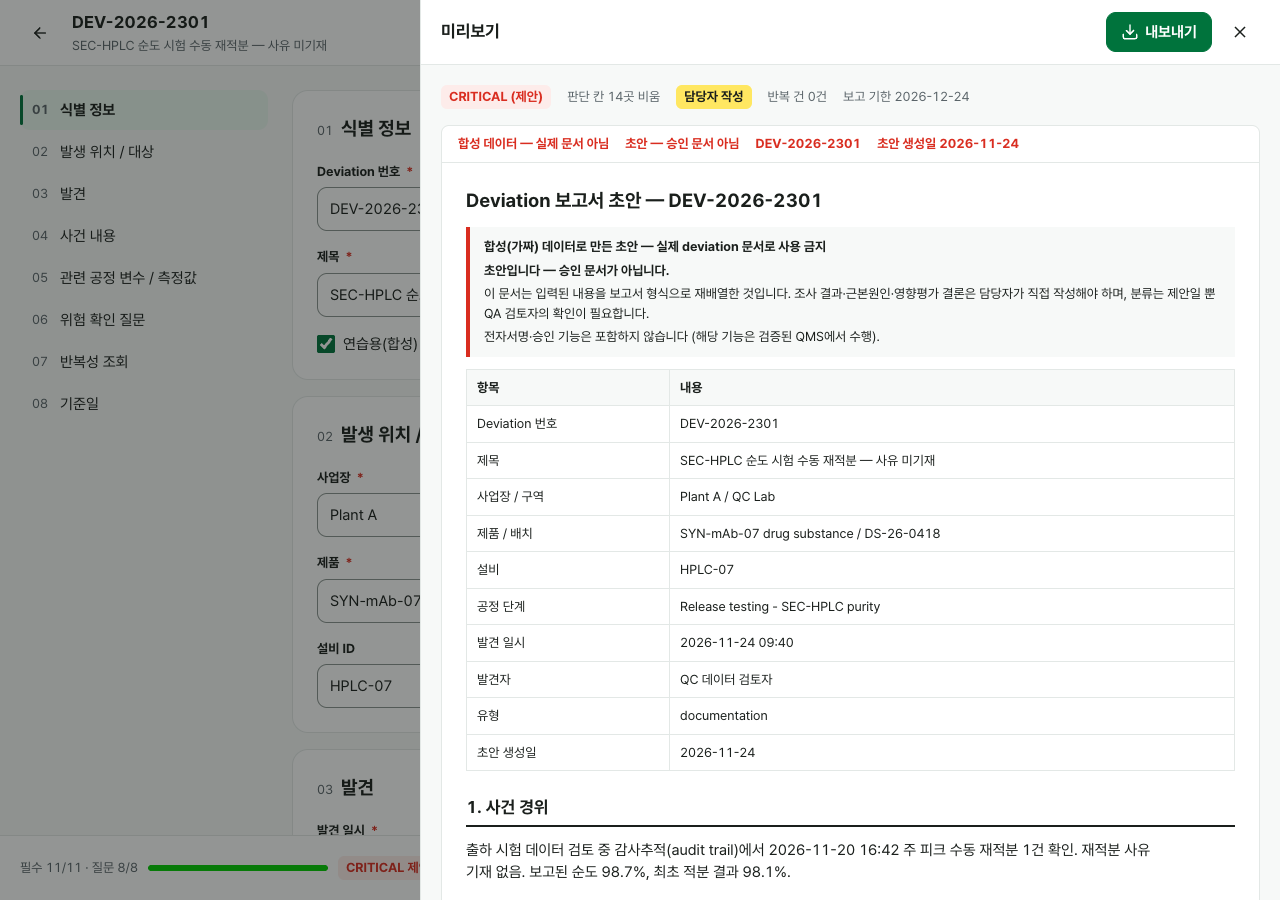 DEV-2026-2301
SEC-HPLC 순도 시험 수동 재적분 — 사유 미기재
01 식별 정보
02 발생 위치 / 대상
03 발견
04 사건 내용
05 관련 공정 변수 / 측정값
06 위험 확인 질문
07 반복성 조회
08 기준일
01 식별 정보
Deviation 번호 *
DEV-2026-23
제목 *
SEC-HPLC 순
연습용(합성)
02 발생 위치 /
사업장 *
Plant A
제품 *
SYN-mAb-07
설비 ID
HPLC-07
03 발견
발견 일시 *
필수 11/11 · 질문 8/8
CRITICAL 제
미리보기
내보내기
CRITICAL (제안) 판단 칸 14곳 비움 담당자 작성 반복 건 0건 보고 기한 2026-12-24
합성 데이터 — 실제 문서 아님 초안 — 승인 문서 아님 DEV-2026-2301 초안 생성일 2026-11-24
Deviation 보고서 초안 — DEV-2026-2301
합성(가짜) 데이터로 만든 초안 — 실제 deviation 문서로 사용 금지
초안입니다 — 승인 문서가 아닙니다.
이 문서는 입력된 내용을 보고서 형식으로 재배열한 것입니다. 조사 결과·근본원인·영향평가 결론은 담당자가 직접 작성해야 하며, 분류는 제안일 뿐
QA 검토자의 확인이 필요합니다.
전자서명·승인 기능은 포함하지 않습니다 (해당 기능은 검증된 QMS에서 수행).
항목 내용
Deviation 번호 DEV-2026-2301
제목 SEC-HPLC 순도 시험 수동 재적분 — 사유 미기재
사업장 / 구역 Plant A / QC Lab
제품 / 배치 SYN-mAb-07 drug substance / DS-26-0418
설비 HPLC-07
공정 단계 Release testing - SEC-HPLC purity
발견 일시 2026-11-24 09:40
발견자 QC 데이터 검토자
유형 documentation
초안 생성일 2026-11-24
1. 사건 경위
출하 시험 데이터 검토 중 감사추적(audit trail)에서 2026-11-20 16:42 주 피크 수동 재적분 1건 확인. 재적분 사유
기재 없음. 보고된 순도 98.7%, 최초 적분 결과 98.1%.